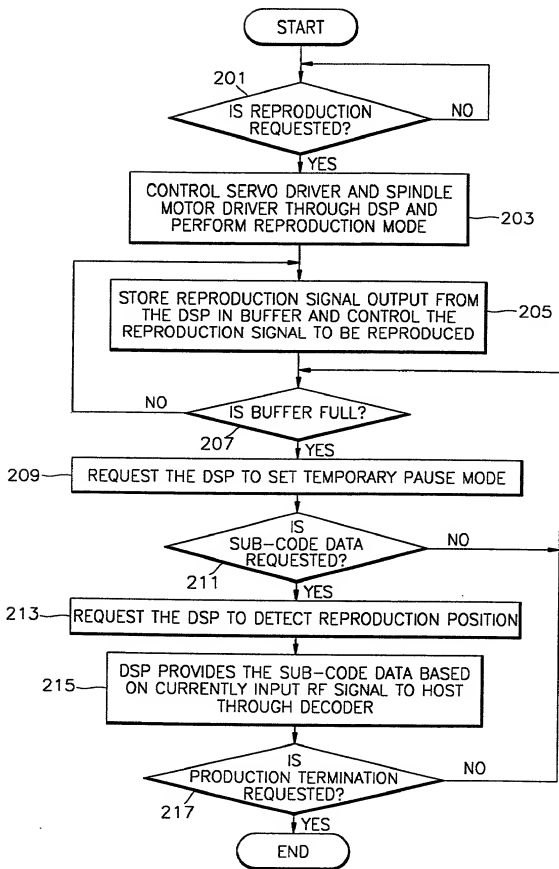 START
201
IS REPRODUCTION
REQUESTED?
NO
YES
CONTROL SERVO DRIVER AND SPINDLE
MOTOR DRIVER THROUGH DSP AND
PERFORM REPRODUCTION MODE
203
STORE REPRODUCTION SIGNAL OUTPUT FROM
THE DSP IN BUFFER AND CONTROL THE
REPRODUCTION SIGNAL TO BE REPRODUCED
205
NO
IS BUFFER FULL?
207
YES
209
REQUEST THE DSP TO SET TEMPORARY PAUSE MODE
IS
SUB-CODE DATA
REQUESTED?
NO
211
YES
213
REQUEST THE DSP TO DETECT REPRODUCTION POSITION
215
DSP PROVIDES THE SUB-CODE DATA BASED
ON CURRENTLY INPUT RF SIGNAL TO HOST
THROUGH DECODER
IS
PRODUCTION TERMINATION
REQUESTED?
NO
217
YES
END